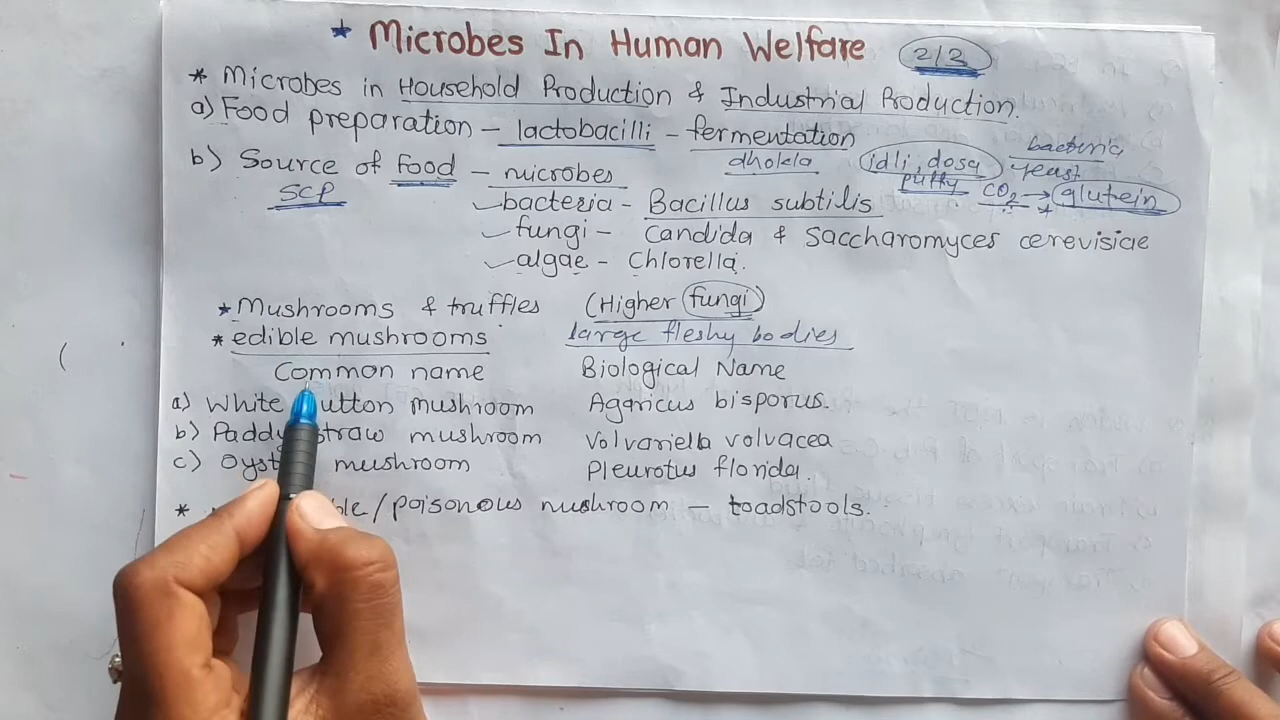 * Microbes In Human Welfare 2/3
* Microbes in Household Production & Industrial Production.
a) Food preparation – lactobacilli – fermentation
dhokla idli, dosa bacteria, yeast
b) Source of food – microbes puffy CO₂ → glutein
SCP
bacteria – Bacillus subtilis
fungi – Candida & Saccharomyces cerevisiae
algae – Chlorella.
* Mushrooms & truffles (Higher fungi)
* edible mushrooms large fleshy bodies
Common name Biological Name
a) White utton mushroom Agaricus bisporus.
b) Paddy straw mushroom Volvariella volvacea
c) Oyst mushroom Pleurotus florida.
* ble/poisonous mushroom – toadstools.